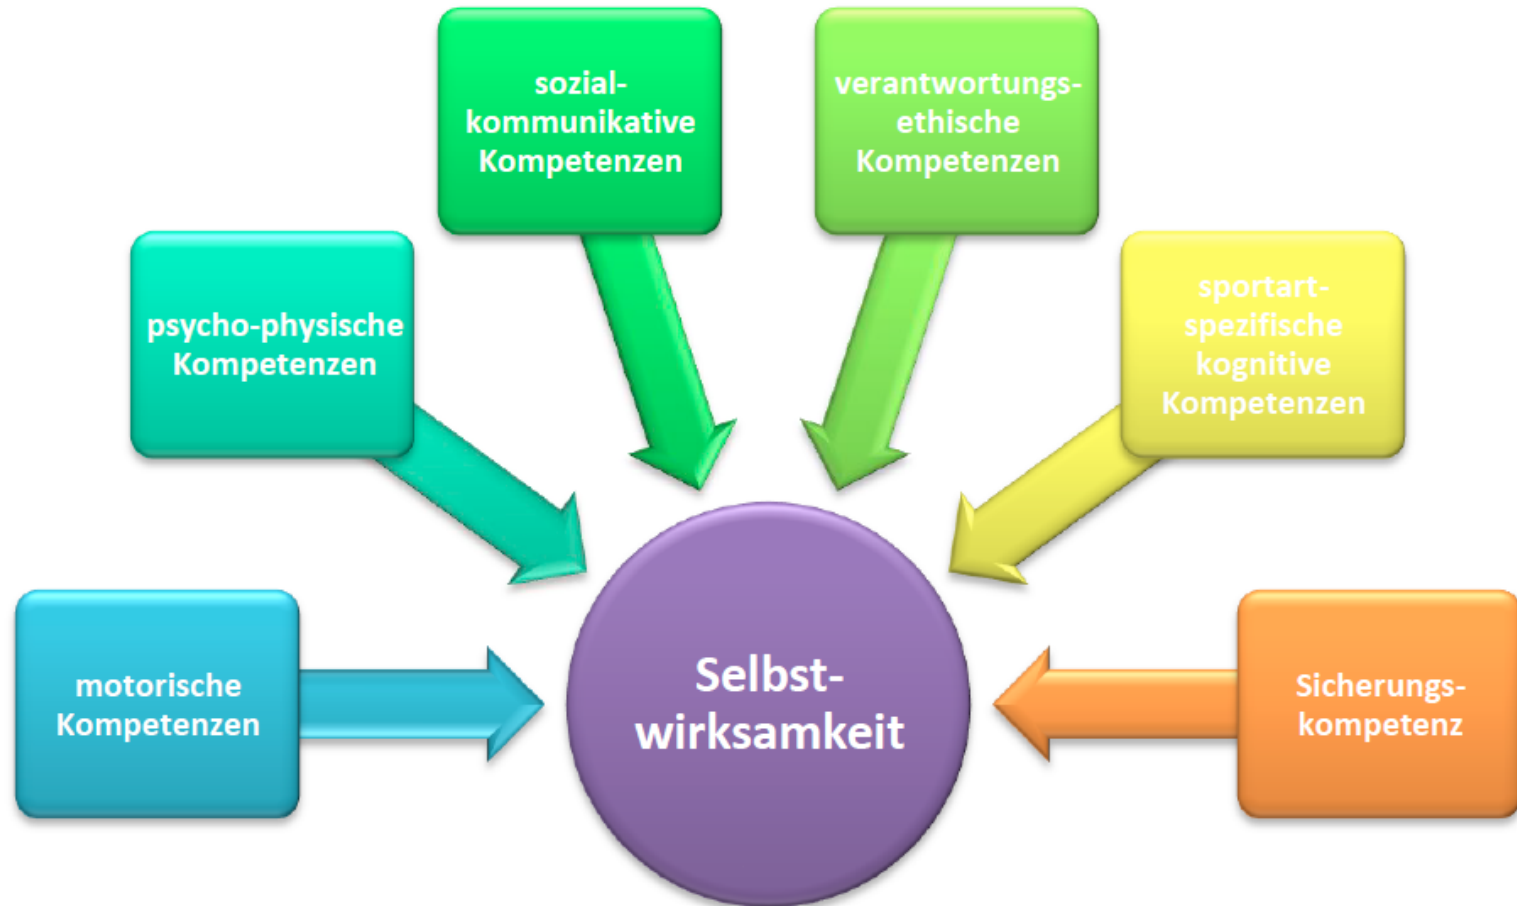 sozial-
kommunikative
Kompetenzen
verantwortungs-
ethische
Kompetenzen
psycho-physische
Kompetenzen
sportart-
spezifische
kognitive
Kompetenzen
motorische
Kompetenzen
Selbst-
wirksamkeit
Sicherungs-
kompetenz